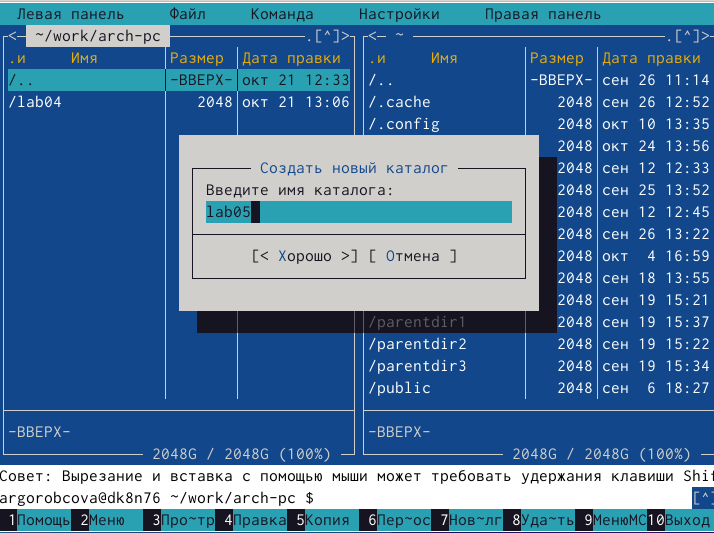 Левая панель Файл Команда Настройки Правая панель
<─ ~/work/arch-pc .[^]> <─ ~ .[^]>
.и Имя Размер Дата правки .и Имя Размер Дата правки
/.. -ВВЕРХ- окт 21 12:33 /.. -ВВЕРХ- сен 26 11:14
/lab04 2048 окт 21 13:06 /.cache 2048 сен 26 12:52
/.config 2048 окт 10 13:35
2048 окт 24 13:56
Создать новый каталог 2048 сен 12 12:33
Введите имя каталога: 2048 сен 25 13:52
lab05 2048 сен 12 12:45
2048 сен 26 13:22
[< Хорошо >] [ Отмена ] 2048 окт 4 16:59
2048 сен 18 13:55
2048 сен 19 15:21
/parentdir1 2048 сен 19 15:37
/parentdir2 2048 сен 19 15:22
/parentdir3 2048 сен 19 15:34
/public 2048 сен 6 18:27
-ВВЕРХ- -ВВЕРХ-
2048G / 2048G (100%) 2048G / 2048G (100%)
Совет: Вырезание и вставка с помощью мыши может требовать удержания клавиши Shif
argorobcova@dk8n76 ~/work/arch-pc $ [^]
1Помощь 2Меню 3Про~тр 4Правка 5Копия 6Пер~ос 7Нов~лг 8Уда~ть 9МенюMC 10Выход